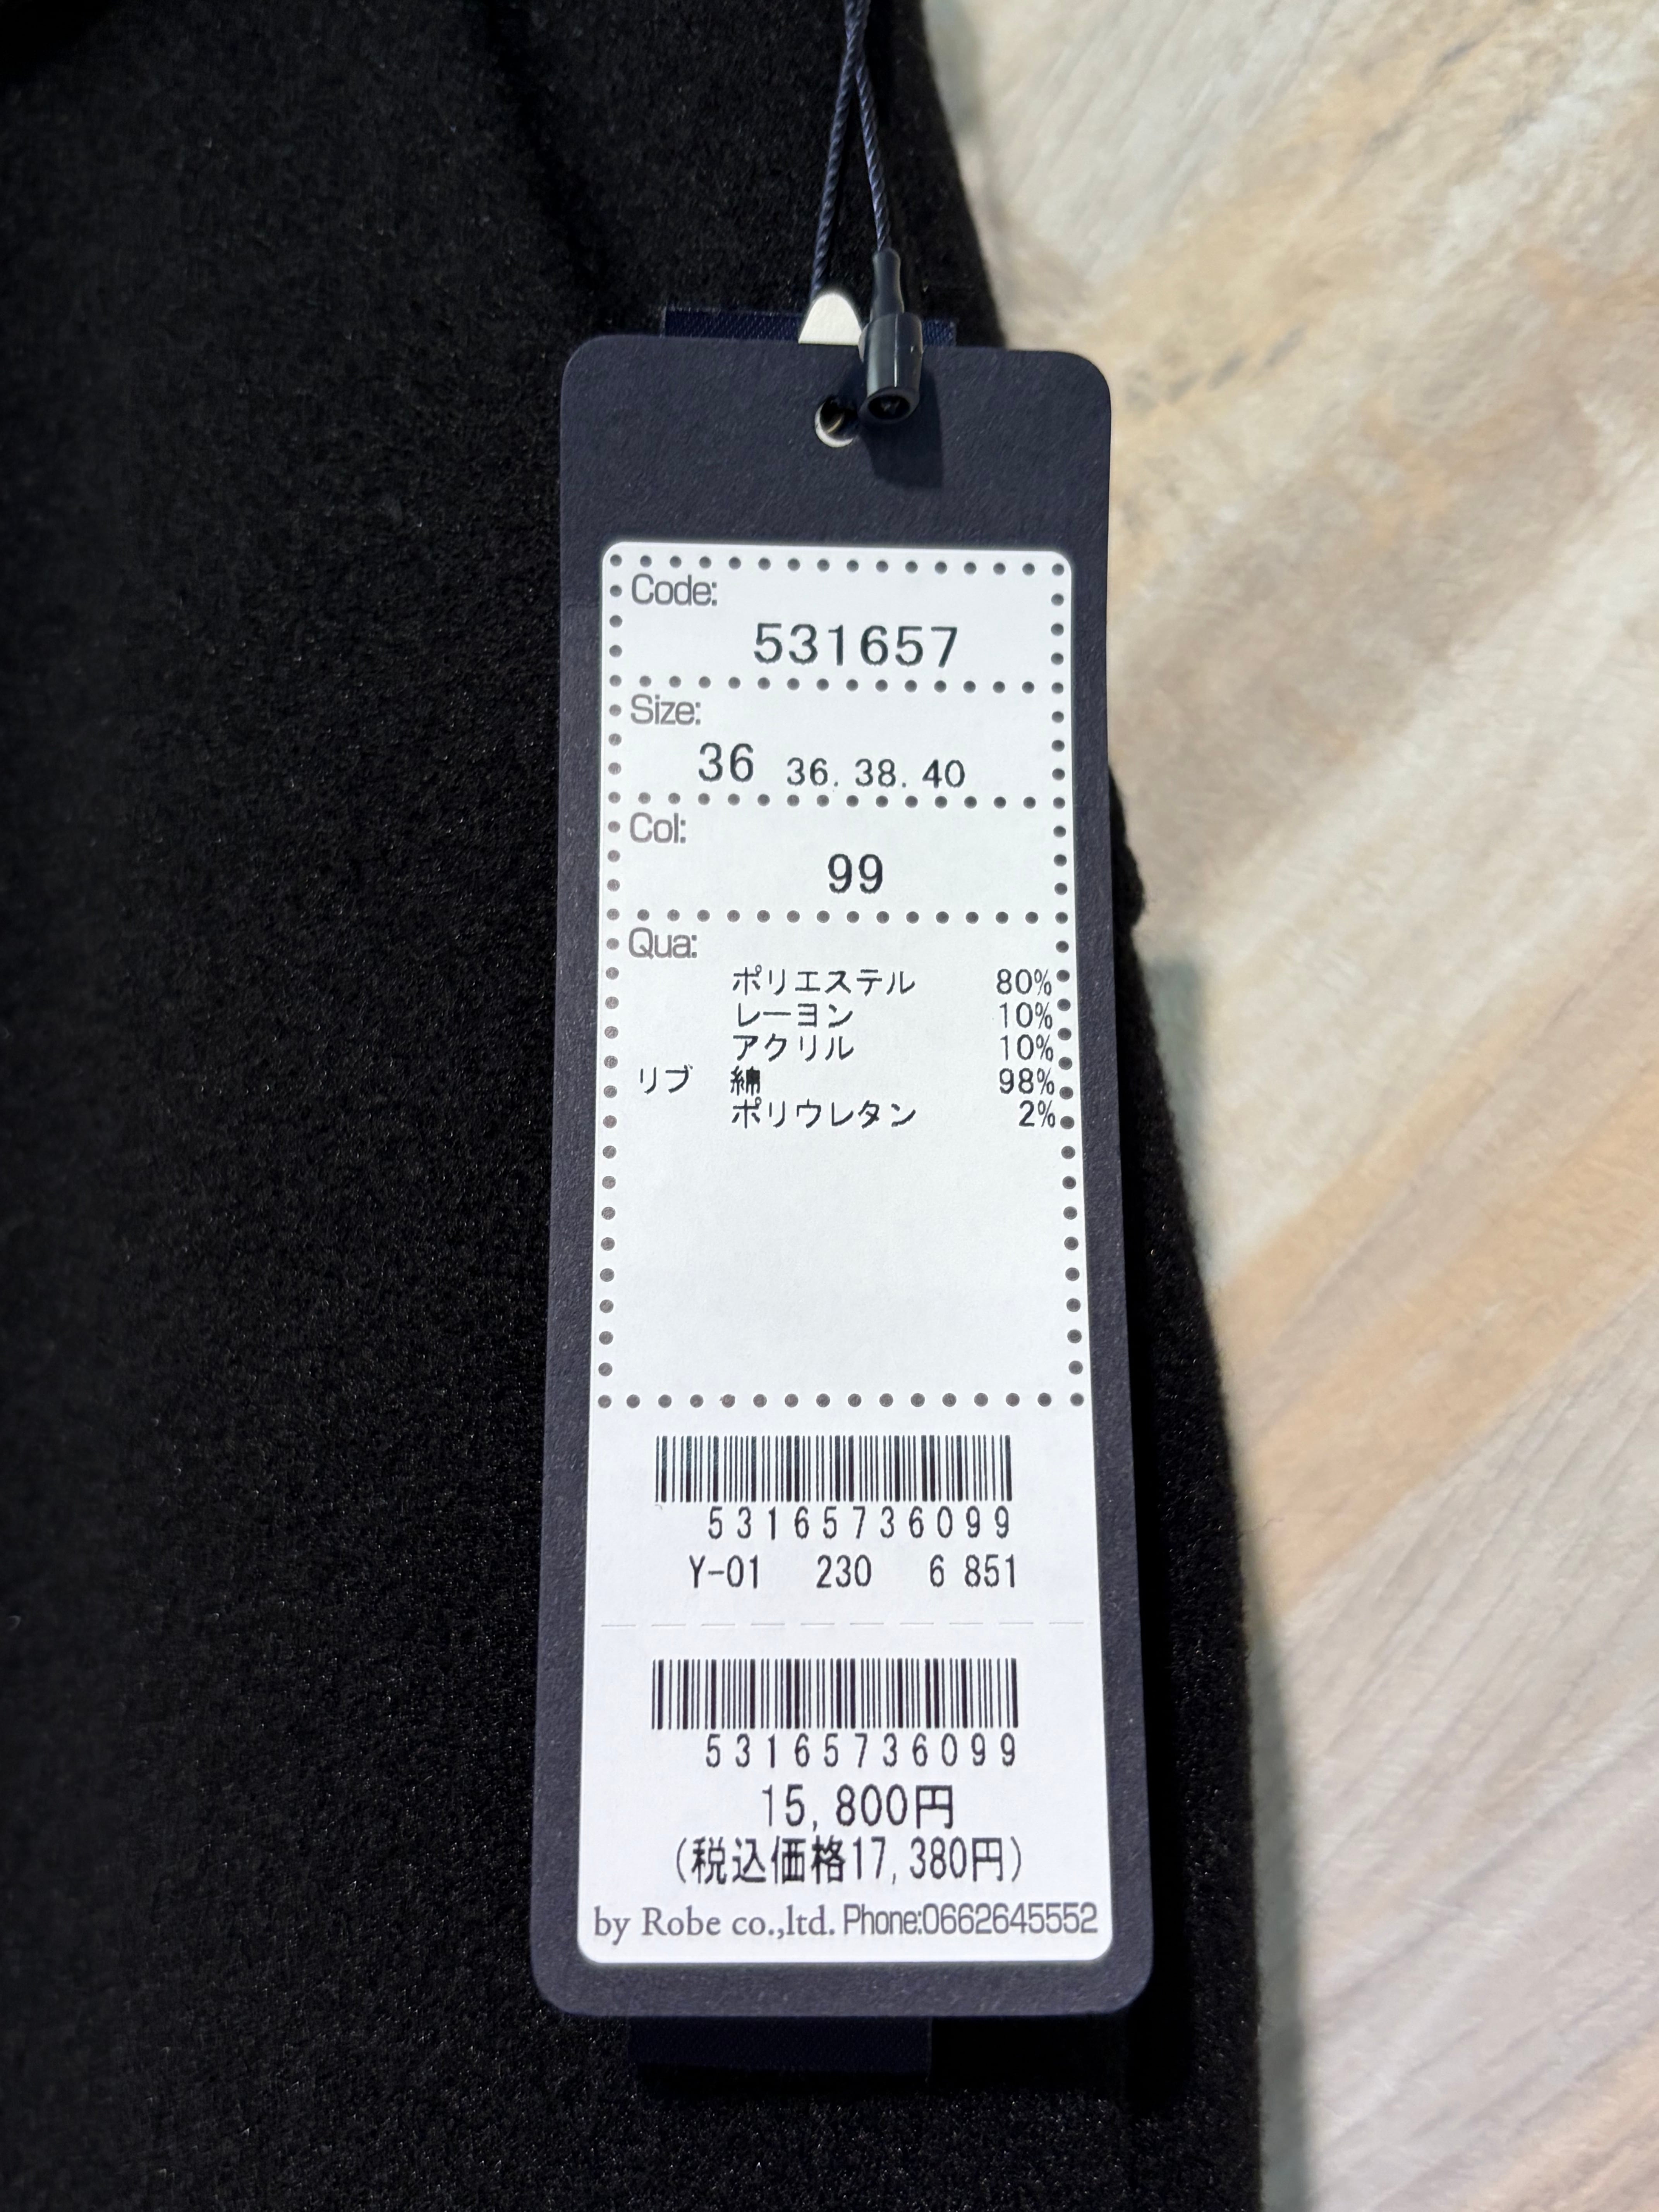 Code:
531657
Size:
36 36. 38. 40
Col:
99
Qua:
ポリエステル 80%
レーヨン 10%
アクリル 10%
リブ 綿 98%
ポリウレタン 2%
53165736099
Y-01 230 6 851
53165736099
15,800円
(税込価格17,380円)
by Robe co.,ltd. Phone:0662645552